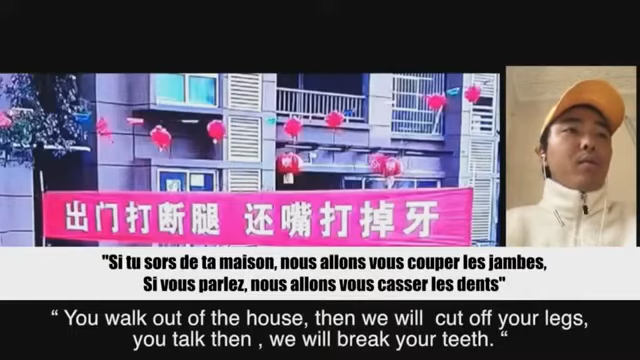 出门打断腿 还嘴打掉牙
"Si tu sors de ta maison, nous allons vous couper les jambes,
Si vous parlez, nous allons vous casser les dents"
“ You walk out of the house, then we will cut off your legs,
you talk then , we will break your teeth. “